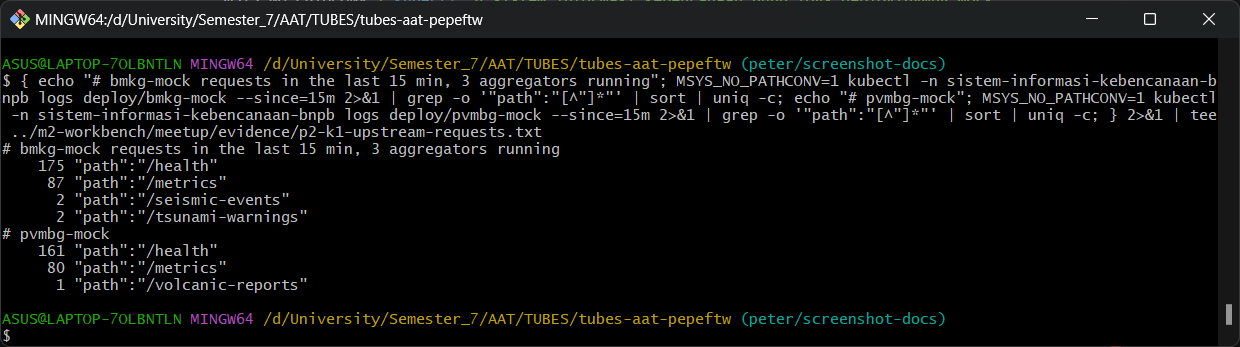 MINGW64:/d/University/Semester_7/AAT/TUBES/tubes-aat-pepeftw
ASUS@LAPTOP-7OLBNTLN MINGW64 /d/University/Semester_7/AAT/TUBES/tubes-aat-pepeftw (peter/screenshot-docs)
$ { echo "# bmkg-mock requests in the last 15 min, 3 aggregators running"; MSYS_NO_PATHCONV=1 kubectl -n sistem-informasi-kebencanaan-b
npb logs deploy/bmkg-mock --since=15m 2>&1 | grep -o '"path":"[^"]*"' | sort | uniq -c; echo "# pvmbg-mock"; MSYS_NO_PATHCONV=1 kubectl
 -n sistem-informasi-kebencanaan-bnpb logs deploy/pvmbg-mock --since=15m 2>&1 | grep -o '"path":"[^"]*"' | sort | uniq -c; } 2>&1 | tee
 ../m2-workbench/meetup/evidence/p2-k1-upstream-requests.txt
# bmkg-mock requests in the last 15 min, 3 aggregators running
    175 "path":"/health"
     87 "path":"/metrics"
      2 "path":"/seismic-events"
      2 "path":"/tsunami-warnings"
# pvmbg-mock
    161 "path":"/health"
     80 "path":"/metrics"
      1 "path":"/volcanic-reports"
ASUS@LAPTOP-7OLBNTLN MINGW64 /d/University/Semester_7/AAT/TUBES/tubes-aat-pepeftw (peter/screenshot-docs)
$